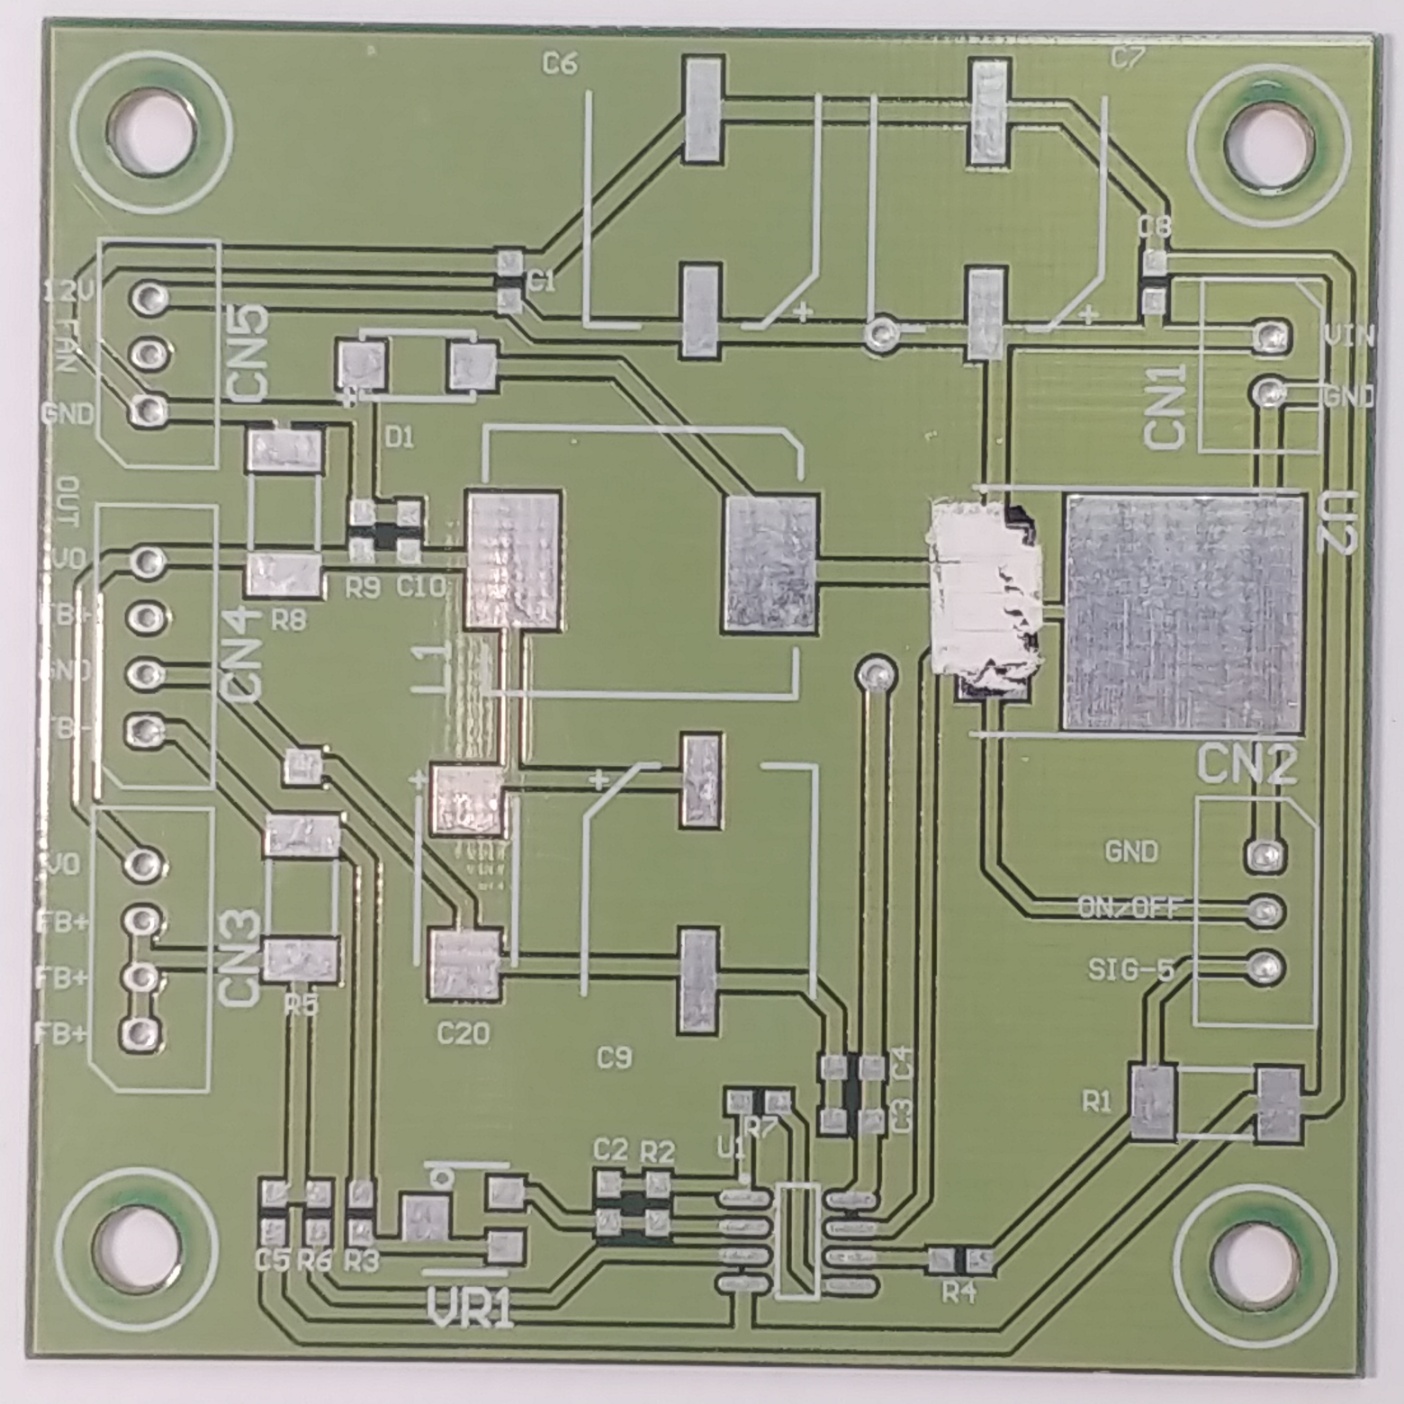 C6
C7
C8
C1
12V
FAN
GND
CN5
VIN
GND
CN1
D1
OUT
VO
FB+
GND
FB-
CN4
R9
C10
R8
L1
U2
+
+
+
+
+
CN2
GND
ON/OFF
SIG-5
VO
FB+
FB+
FB+
CN3
R5
C20
C9
C4
C3
R1
R7
U1
C2
R2
C5
R6
R3
VR1
R4